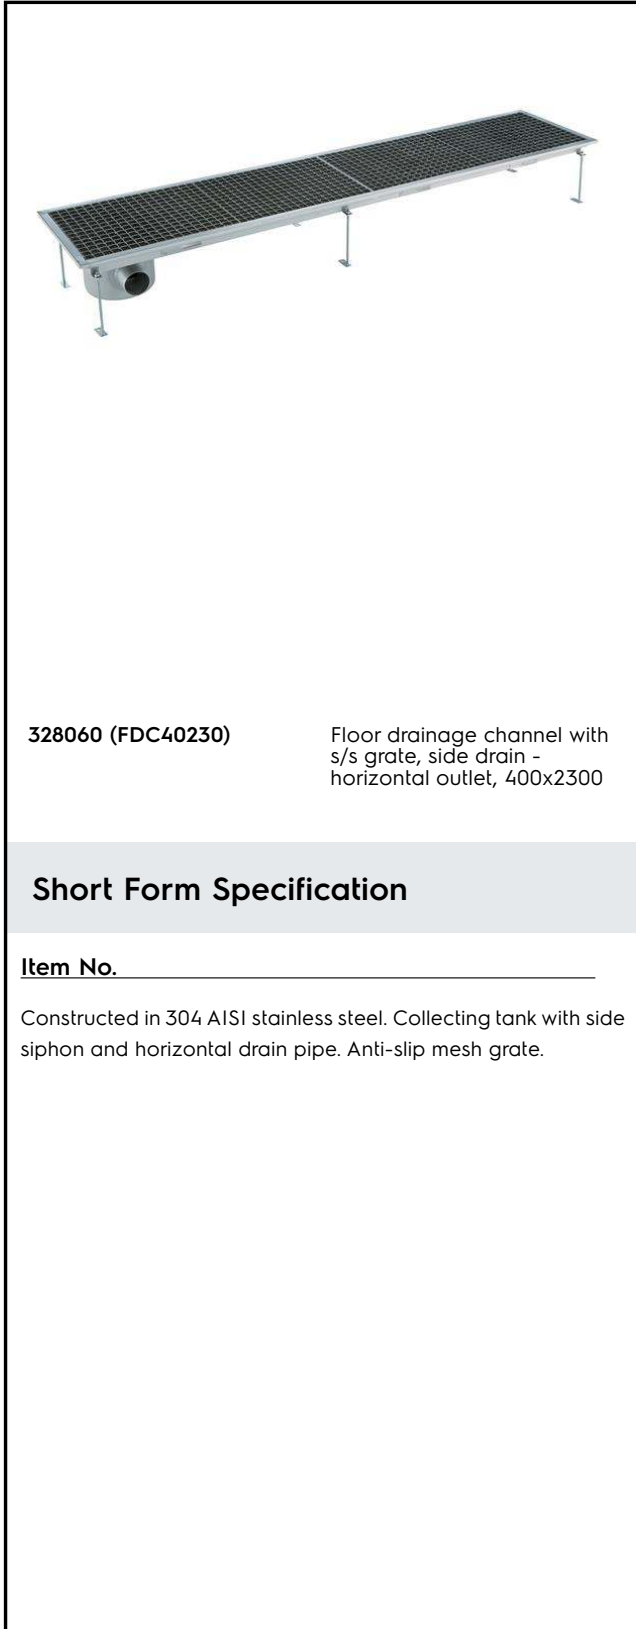 328060 (FDC40230)
Floor drainage channel with
s/s grate, side drain -
horizontal outlet, 400x2300
Short Form Specification
Item No.
Constructed in 304 AISI stainless steel. Collecting tank with side
siphon and horizontal drain pipe. Anti-slip mesh grate.